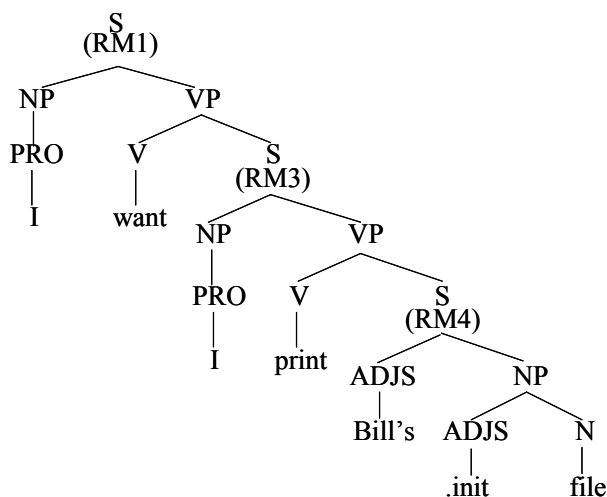 S
(RM1)
NP VP
PRO V S
(RM3)
I want
NP VP
PRO V S
(RM4)
I print
ADJS NP
Bill's ADJS N
.init file